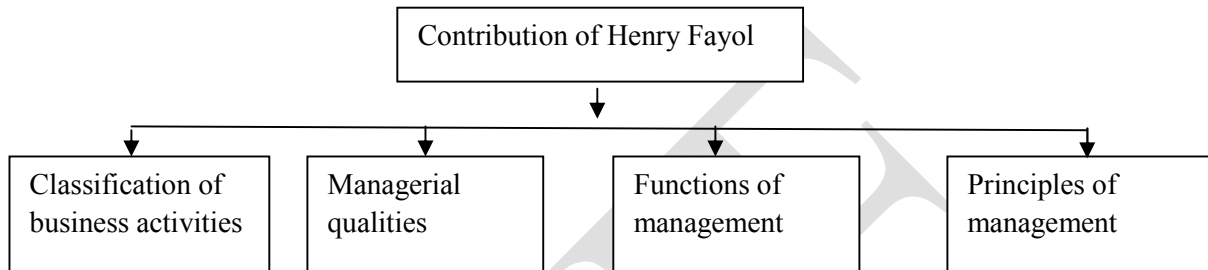 Contribution of Henry Fayol
Classification of
business activities
Managerial
qualities
Functions of
management
Principles of
management